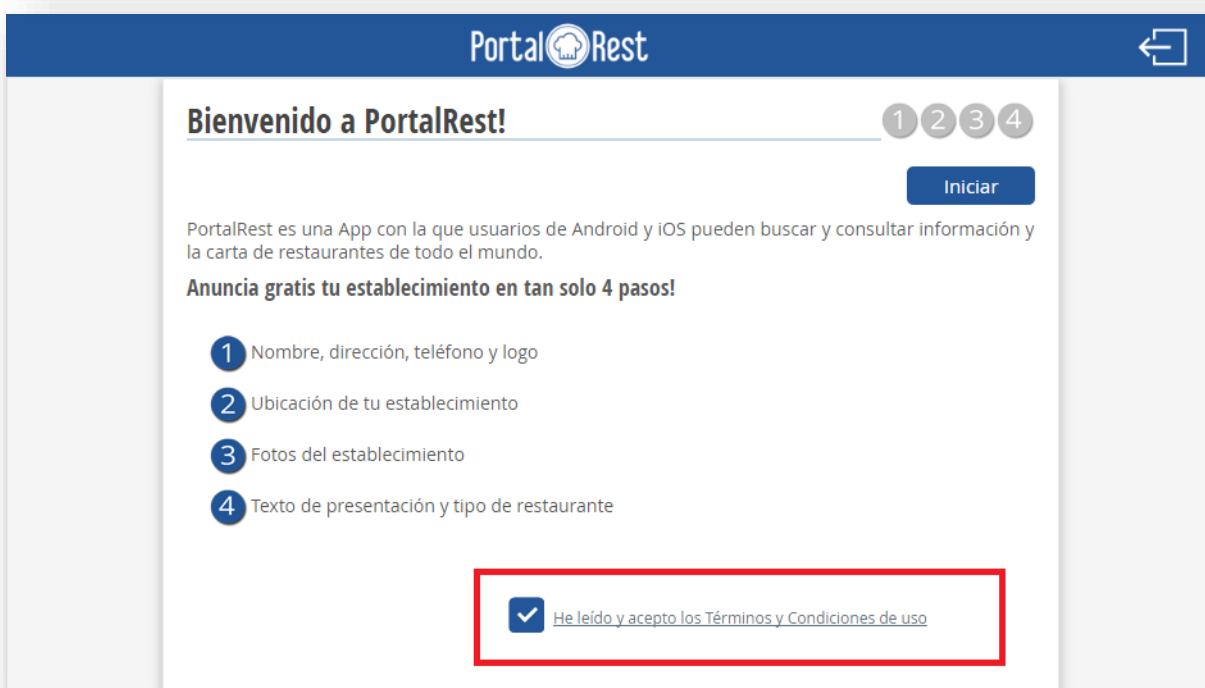 Portal Rest
Bienvenido a PortalRest!
1 2 3 4
Iniciar
PortalRest es una App con la que usuarios de Android y iOS pueden buscar y consultar información y
la carta de restaurantes de todo el mundo.
Anuncia gratis tu establecimiento en tan solo 4 pasos!
1 Nombre, dirección, teléfono y logo
2 Ubicación de tu establecimiento
3 Fotos del establecimiento
4 Texto de presentación y tipo de restaurante
He leído y acepto los Términos y Condiciones de uso